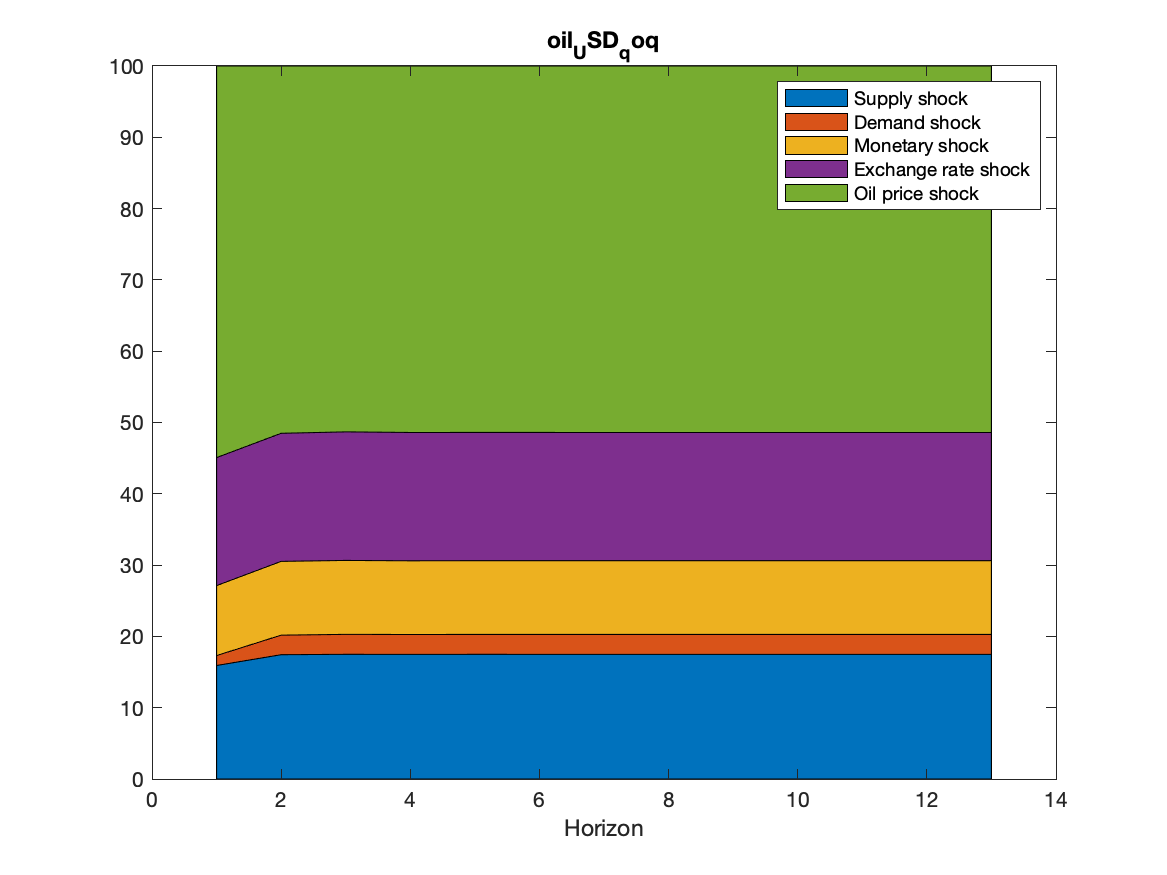 oil_USD_qoq
100
90
80
70
60
50
40
30
20
10
0
Supply shock
Demand shock
Monetary shock
Exchange rate shock
Oil price shock
0 2 4 6 8 10 12 14
Horizon